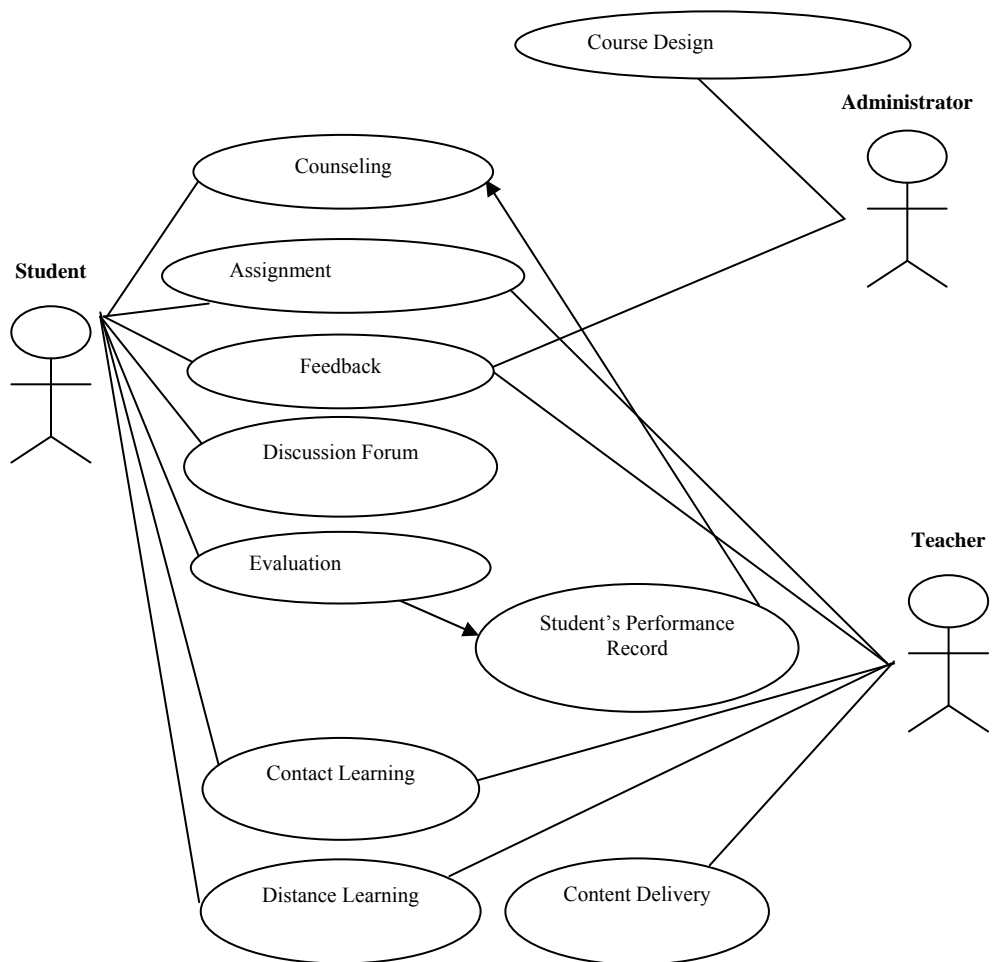 Course Design
Administrator
Counseling
Student
Assignment
Feedback
Discussion Forum
Teacher
Evaluation
Student’s Performance
Record
Contact Learning
Distance Learning
Content Delivery